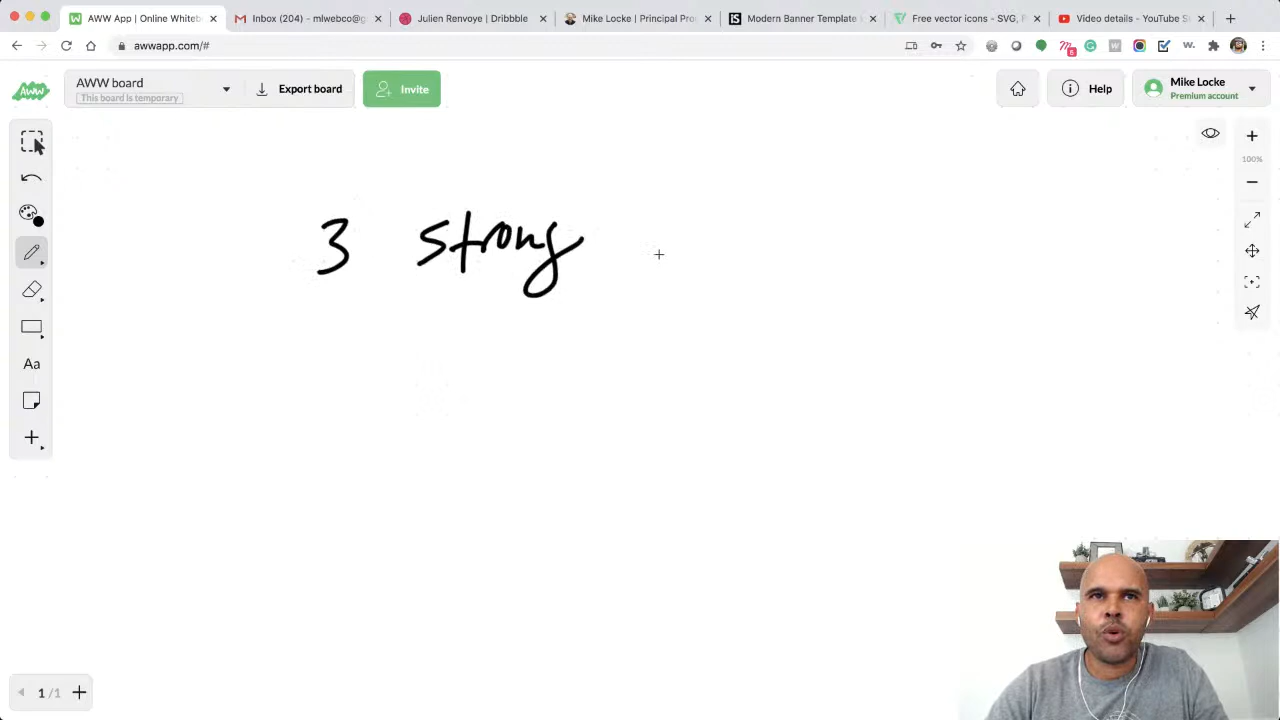 AWW App | Online Whiteb
Inbox (204) - mlwebco@g
Julien Renvoye | Dribbble
Mike Locke | Principal Pro
Modern Banner Template
Free vector icons - SVG, P
Video details - YouTube St
awwapp.com/#
AWW board
This board is temporary
Export board
Invite
Help
Mike Locke
Premium account
100%
Aa
3 strong
1/1